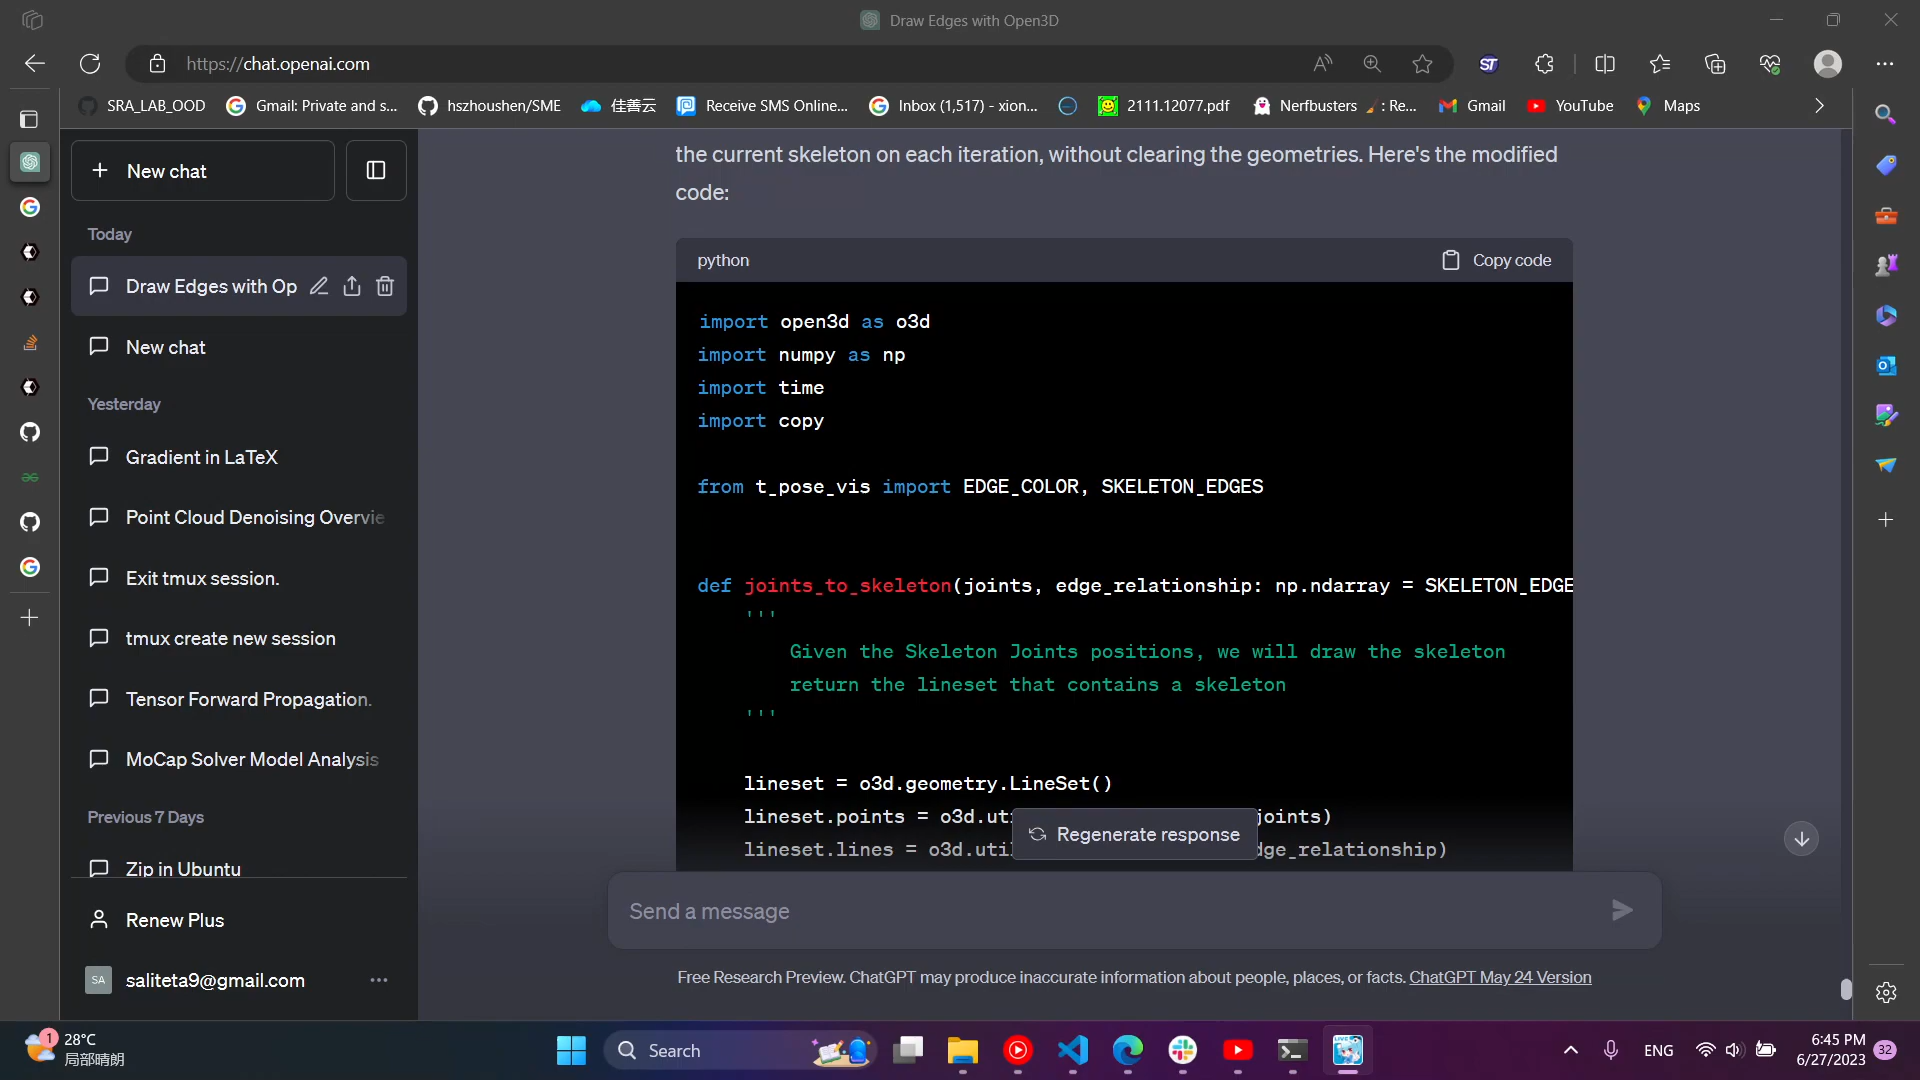 Draw Edges with Open3D
https://chat.openai.com
SRA_LAB_OOD
Gmail: Private and s...
hszhoushen/SME
佳善云
Receive SMS Online...
Inbox (1,517) - xion...
2111.12077.pdf
Nerfbusters 🧹: Re...
Gmail
YouTube
Maps
New chat
Today
Draw Edges with Op
New chat
Yesterday
Gradient in LaTeX
Point Cloud Denoising Overvie
Exit tmux session.
tmux create new session
Tensor Forward Propagation.
MoCap Solver Model Analysis
Previous 7 Days
Zip in Ubuntu
Renew Plus
SA
saliteta9@gmail.com
the current skeleton on each iteration, without clearing the geometries. Here's the modified
code:
python
Copy code
import open3d as o3d
import numpy as np
import time
import copy
from t_pose_vis import EDGE_COLOR, SKELETON_EDGES
def joints_to_skeleton(joints, edge_relationship: np.ndarray = SKELETON_EDGE
'''
Given the Skeleton Joints positions, we will draw the skeleton
return the lineset that contains a skeleton
'''
lineset = o3d.geometry.LineSet()
lineset.points = o3d.uti joints)
lineset.lines = o3d.util dge_relationship)
Regenerate response
Send a message
Free Research Preview. ChatGPT may produce inaccurate information about people, places, or facts. ChatGPT May 24 Version
ST
1
28°C
局部晴朗
Search
ENG
6:45 PM
6/27/2023
32